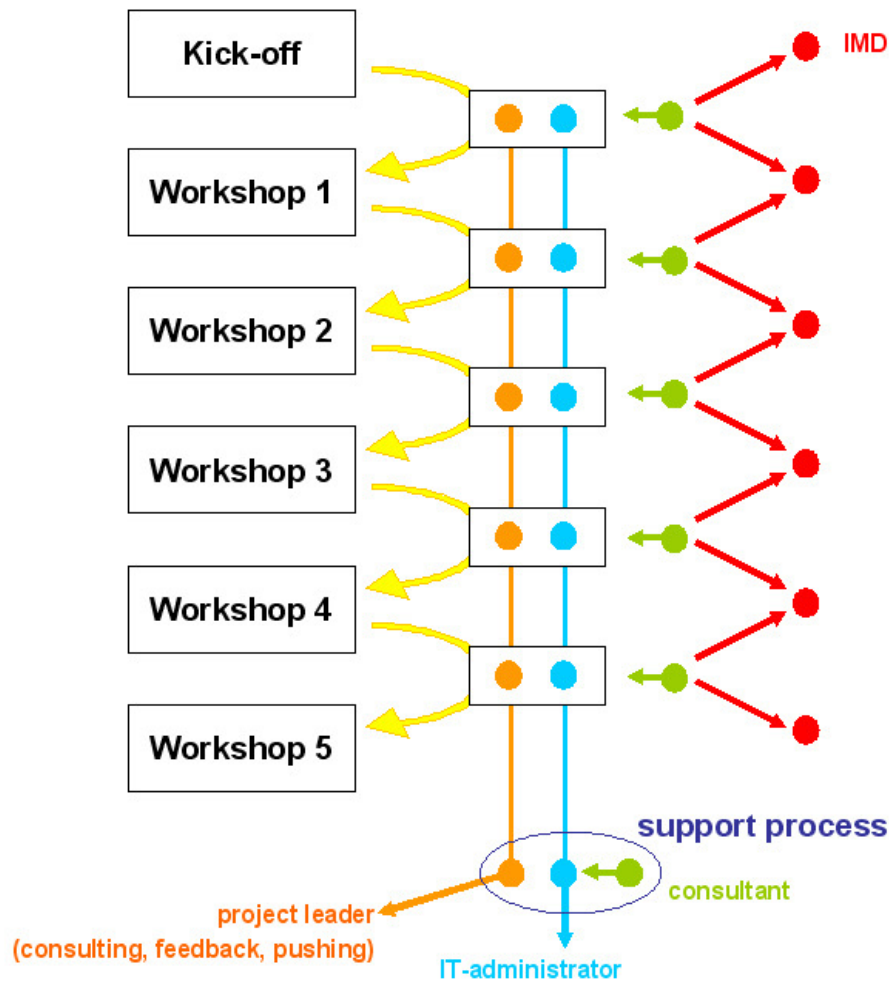 Kick-off
IMD
Workshop 1
Workshop 2
Workshop 3
Workshop 4
Workshop 5
support process
consultant
project leader
(consulting, feedback, pushing)
IT-administrator